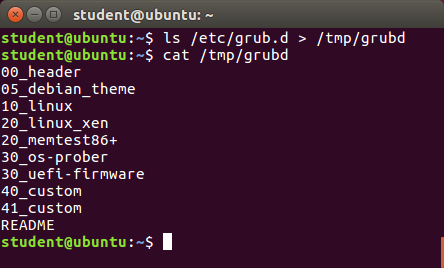 student@ubuntu: ~
student@ubuntu:~$ ls /etc/grub.d > /tmp/grubd
student@ubuntu:~$ cat /tmp/grubd
00_header
05_debian_theme
10_linux
20_linux_xen
20_memtest86+
30_os-prober
30_uefi-firmware
40_custom
41_custom
README
student@ubuntu:~$